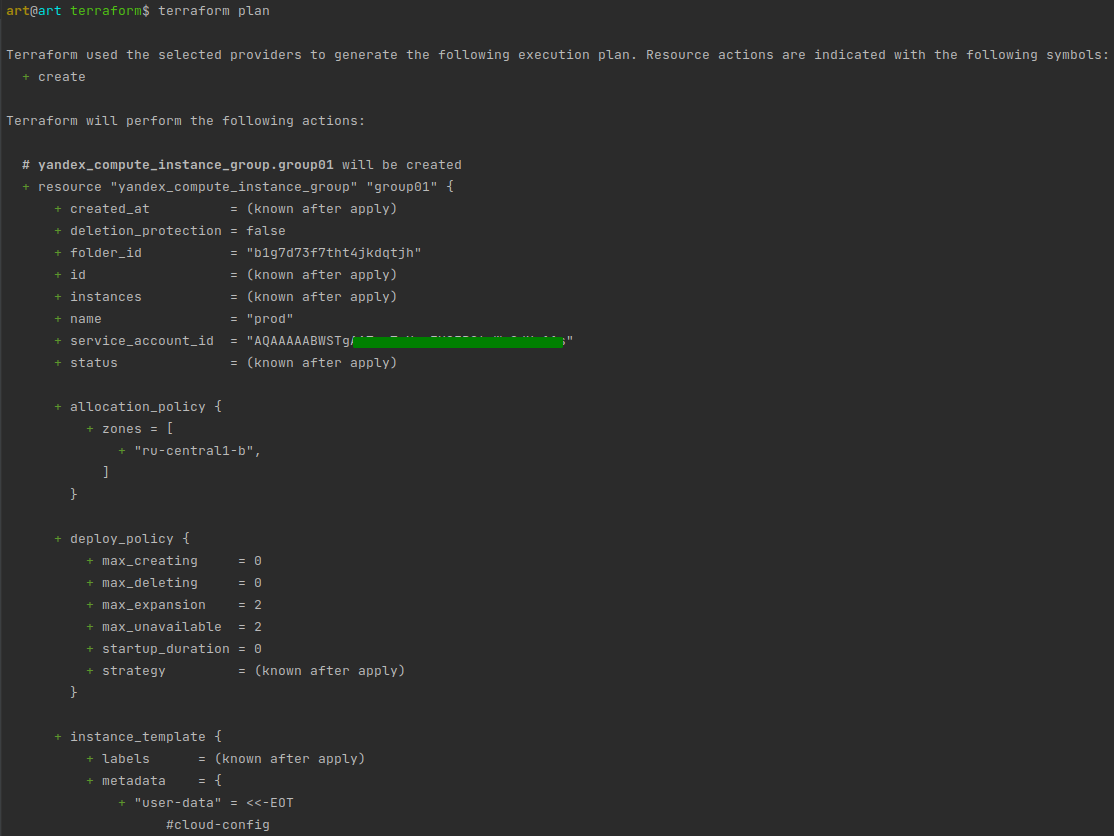 art@art terraform$ terraform plan
Terraform used the selected providers to generate the following execution plan. Resource actions are indicated with the following symbols:
+ create
Terraform will perform the following actions:
# yandex_compute_instance_group.group01 will be created
+ resource "yandex_compute_instance_group" "group01" {
+ created_at = (known after apply)
+ deletion_protection = false
+ folder_id = "b1g7d73f7tht4jkdqtjh"
+ id = (known after apply)
+ instances = (known after apply)
+ name = "prod"
+ service_account_id =
+ status = (known after apply)
+ allocation_policy {
+ zones = [
+ "ru-central1-b",
]
}
+ deploy_policy {
+ max_creating = 0
+ max_deleting = 0
+ max_expansion = 2
+ max_unavailable = 2
+ startup_duration = 0
+ strategy = (known after apply)
}
+ instance_template {
+ labels = (known after apply)
+ metadata = {
+ "user-data" = <<-EOT
#cloud-config